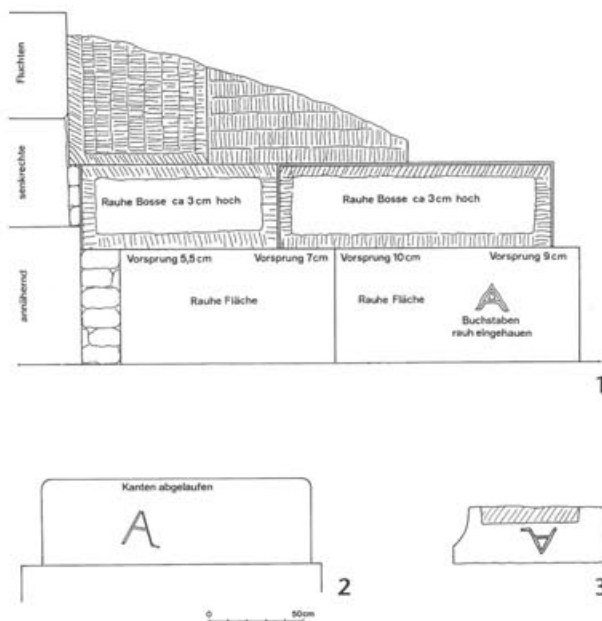 Fluchten
senkrechte
annähernd
Rauhe Bosse ca 3 cm hoch
Rauhe Bosse ca 3 cm hoch
Vorsprung 5,5 cm
Vorsprung 7 cm
Vorsprung 10 cm
Vorsprung 9 cm
Rauhe Fläche
Rauhe Fläche
A
Buchstaben
rauh eingehauen
1
Kanten abgelaufen
A
2
A
3
0
50 cm